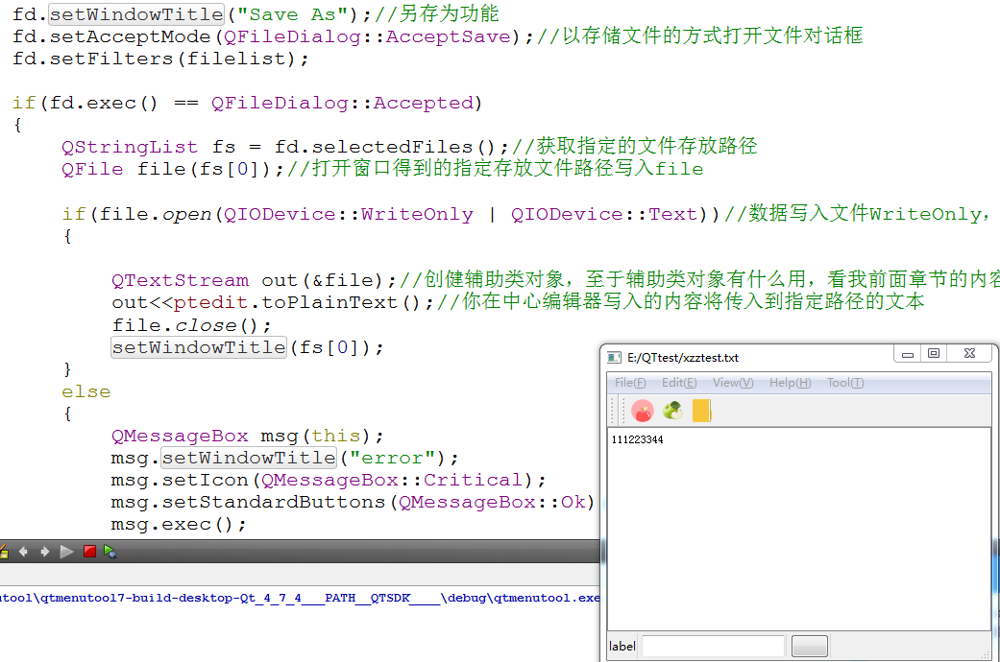 fd.setWindowTitle("Save As");//另存为功能
fd.setAcceptMode(QFileDialog::AcceptSave);//以存储文件的方式打开文件对话框
fd.setFilters(filelist);
if(fd.exec() == QFileDialog::Accepted)
{
QStringList fs = fd.selectedFiles();//获取指定的文件存放路径
QFile file(fs[0]);//打开窗口得到的指定存放文件路径写入file
if(file.open(QIODevice::WriteOnly | QIODevice::Text))//数据写入文件WriteOnly,
{
QTextStream out(&file);//创健辅助类对象，至于辅助类对象有什么用，看我前面章节的内容
out<<ptedit.toPlainText();//你在中心编辑器写入的内容将传入到指定路径的文本
file.close();
setWindowTitle(fs[0]);
}
else
{
QMessageBox msg(this);
msg.setWindowTitle("error");
msg.setIcon(QMessageBox::Critical);
msg.setStandardButtons(QMessageBox::Ok)
msg.exec();
E:/QTtest/xzztest.txt
File(F) Edit(E) View(V) Help(H) Tool(T)
111223344
label
utool\qtmenutool7-build-desktop-Qt_4_7_4___PATH__QTSDK____\debug\qtmenutool.exe